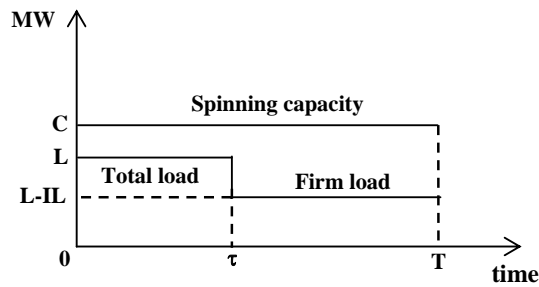 MW
Spinning capacity
C
L
Total load
Firm load
L-IL
0
τ
T
time